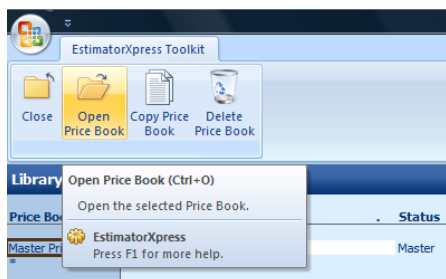 EstimatorXpress Toolkit
Close
Open
Price Book
Copy Price
Book
Delete
Price Book
Library
Open Price Book (Ctrl+O)
Open the selected Price Book.
EstimatorXpress
Press F1 for more help.
Price Bo
. Status
Master Pri
Master
*